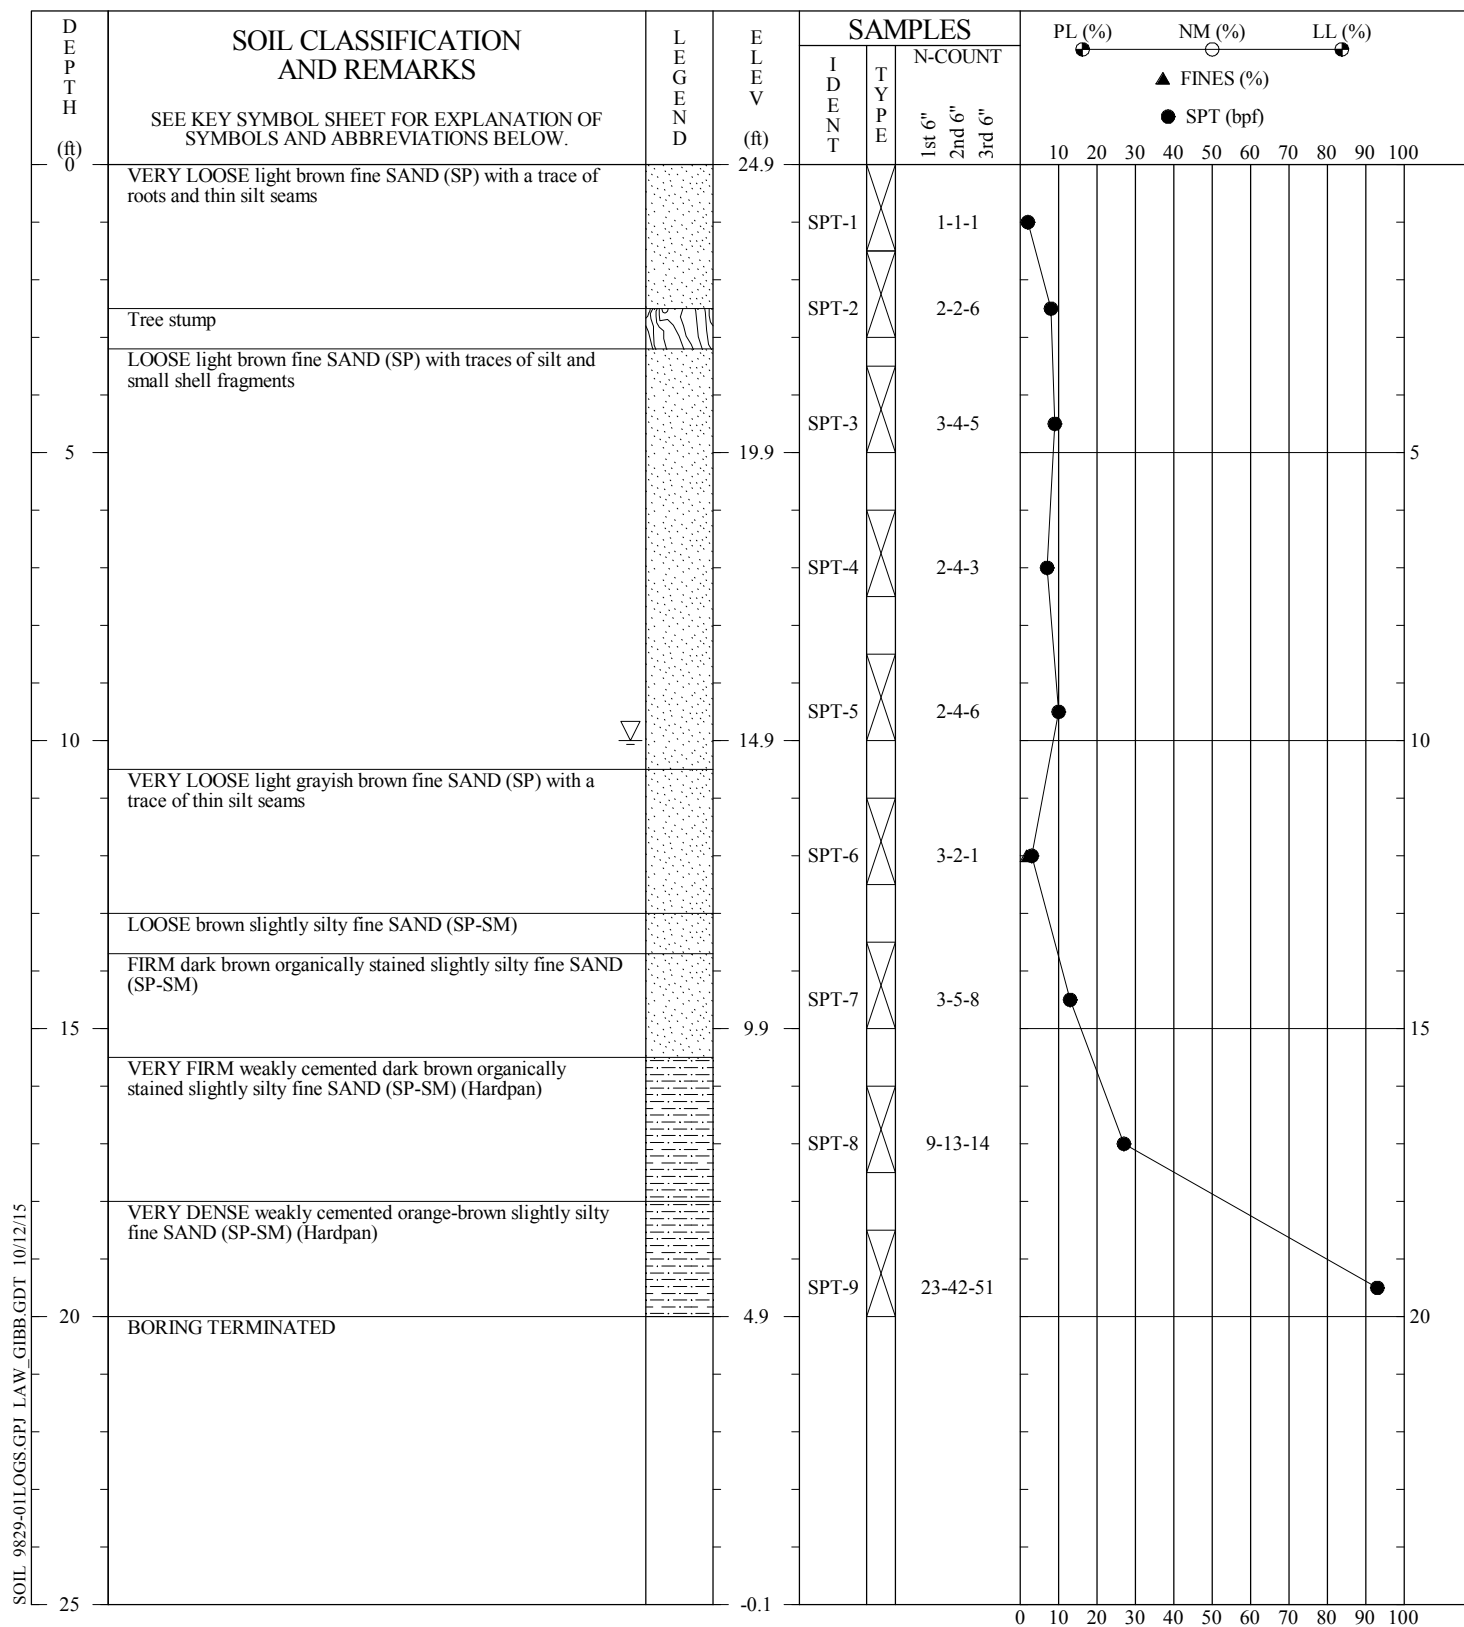 DEPTH
(ft)
SOIL CLASSIFICATION
AND REMARKS
SEE KEY SYMBOL SHEET FOR EXPLANATION OF
SYMBOLS AND ABBREVIATIONS BELOW.
LEGEND
ELEV
(ft)
SAMPLES
IDENT
TYPE
N-COUNT
1st 6"
2nd 6"
3rd 6"
PL (%) NM (%) LL (%)
FINES (%)
SPT (bpf)
10 20 30 40 50 60 70 80 90 100
0
24.9
VERY LOOSE light brown fine SAND (SP) with a trace of
roots and thin silt seams
SPT-1 1-1-1
SPT-2 2-2-6
Tree stump
LOOSE light brown fine SAND (SP) with traces of silt and
small shell fragments
SPT-3 3-4-5
5 19.9 5
SPT-4 2-4-3
SPT-5 2-4-6
10 14.9 10
VERY LOOSE light grayish brown fine SAND (SP) with a
trace of thin silt seams
SPT-6 3-2-1
LOOSE brown slightly silty fine SAND (SP-SM)
FIRM dark brown organically stained slightly silty fine SAND
(SP-SM)
SPT-7 3-5-8
15 9.9 15
VERY FIRM weakly cemented dark brown organically
stained slightly silty fine SAND (SP-SM) (Hardpan)
SPT-8 9-13-14
VERY DENSE weakly cemented orange-brown slightly silty
fine SAND (SP-SM) (Hardpan)
SPT-9 23-42-51
20 4.9 20
BORING TERMINATED
25 -0.1
0 10 20 30 40 50 60 70 80 90 100
SOIL 9829-01LOGS.GPJ LAW_GIBB.GDT 10/12/15